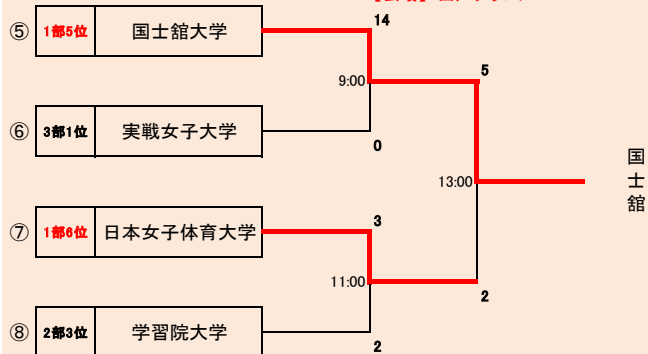 ⑤ 1部5位 国士舘大学
14
9:00
5
⑥ 3部1位 実戦女子大学
0
13:00
国士舘
⑦ 1部6位 日本女子体育大学
3
11:00
2
⑧ 2部3位 学習院大学
2